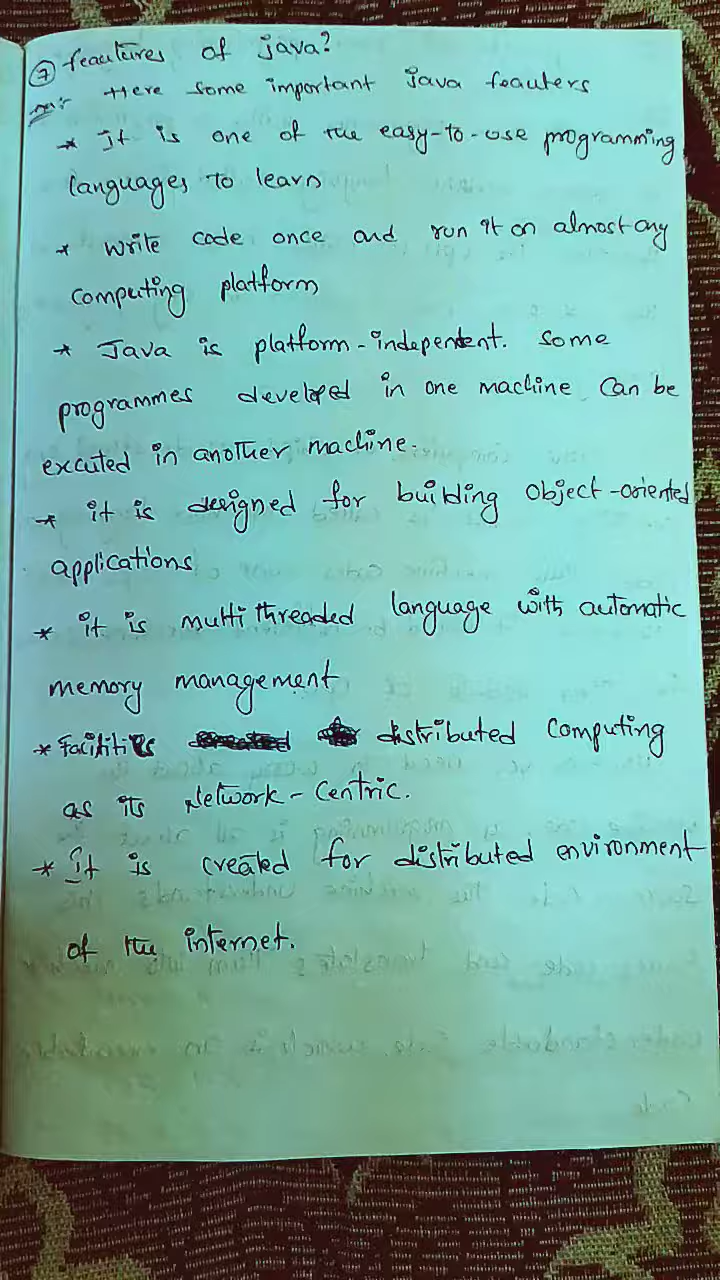 7 feautures of java?
Ans:- Here some important java feauters
* It is one of the easy-to-use programming
languages to learn
* write code once and run it on almost any
computing platform
* Java is platform-independent. some
programmes developed in one machine can be
excuted in another machine.
* it is designed for building object-oriented
applications
* it is multi threaded language with automatic
memory management
* Facilities distributed computing
as its Network-centric.
* It is created for distributed environment
of the internet.